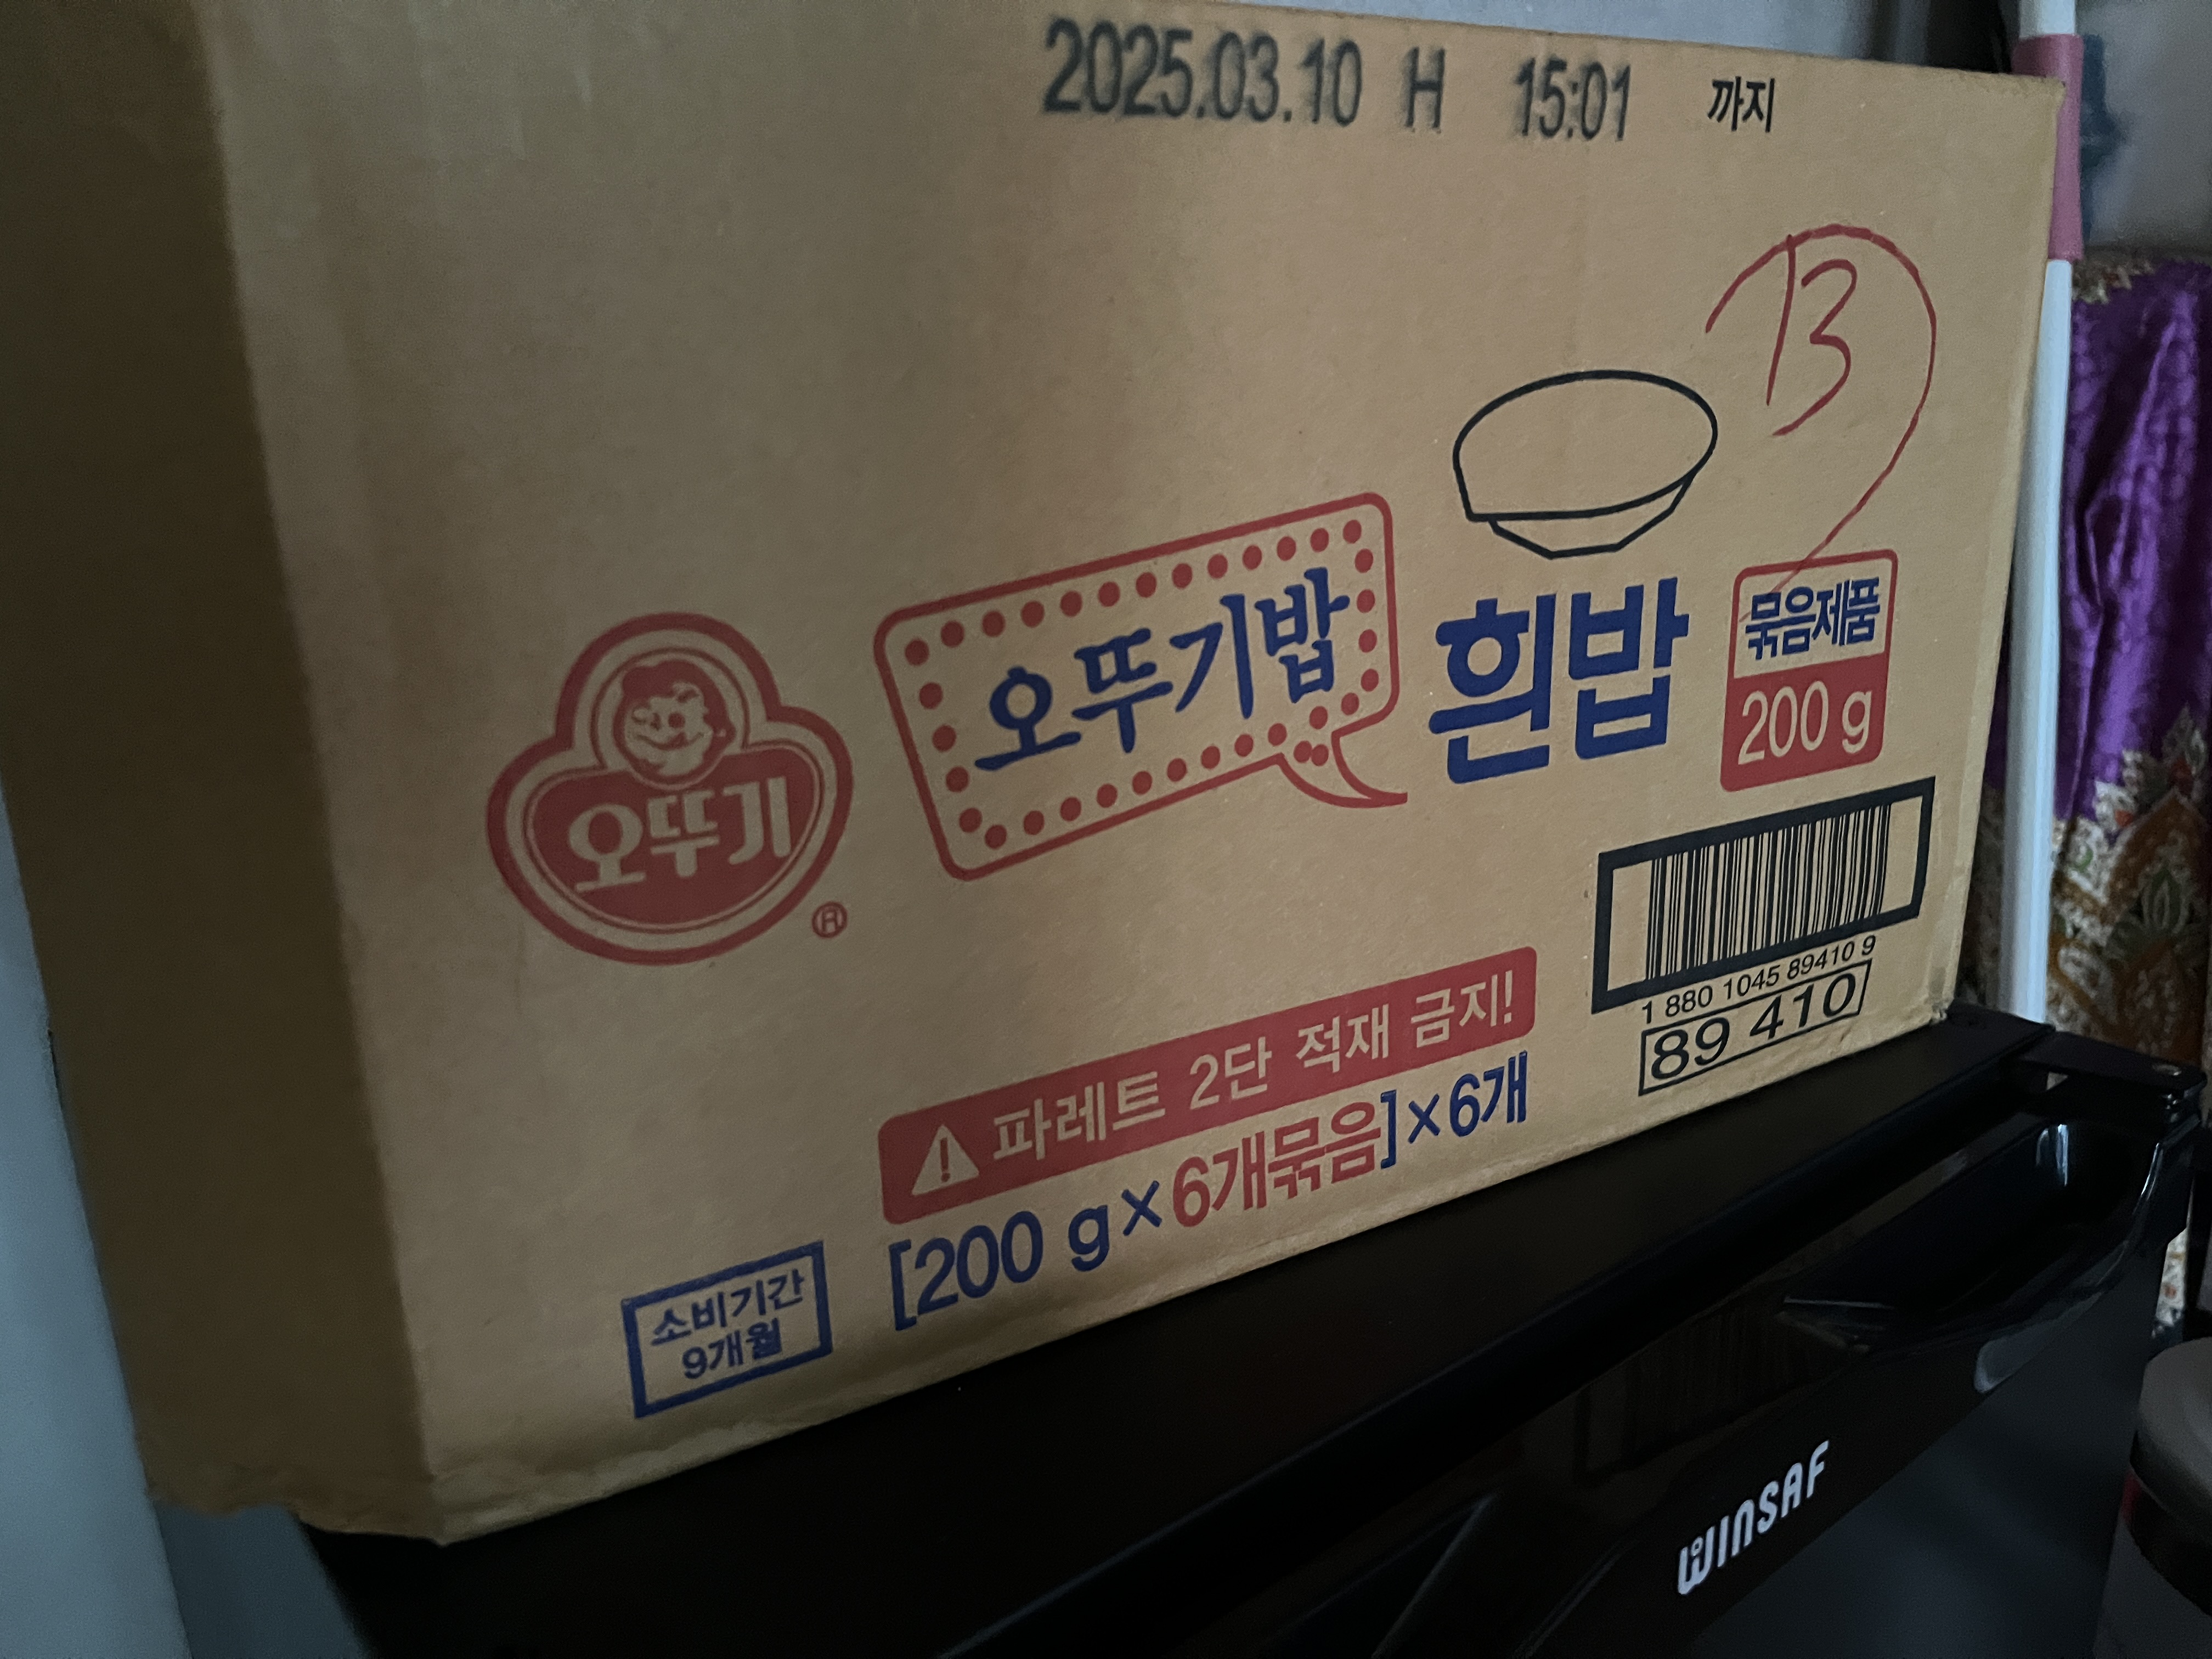 2025.03.10 H 15:01 까지
13
오뚜기밥
흰밥
묶음제품
200 g
오뚜기
®
1 880 1045 89410 9
89 410
파레트 2단 적재 금지!
[200 g×6개묶음]×6개
소비기간
9개월
WINSAF